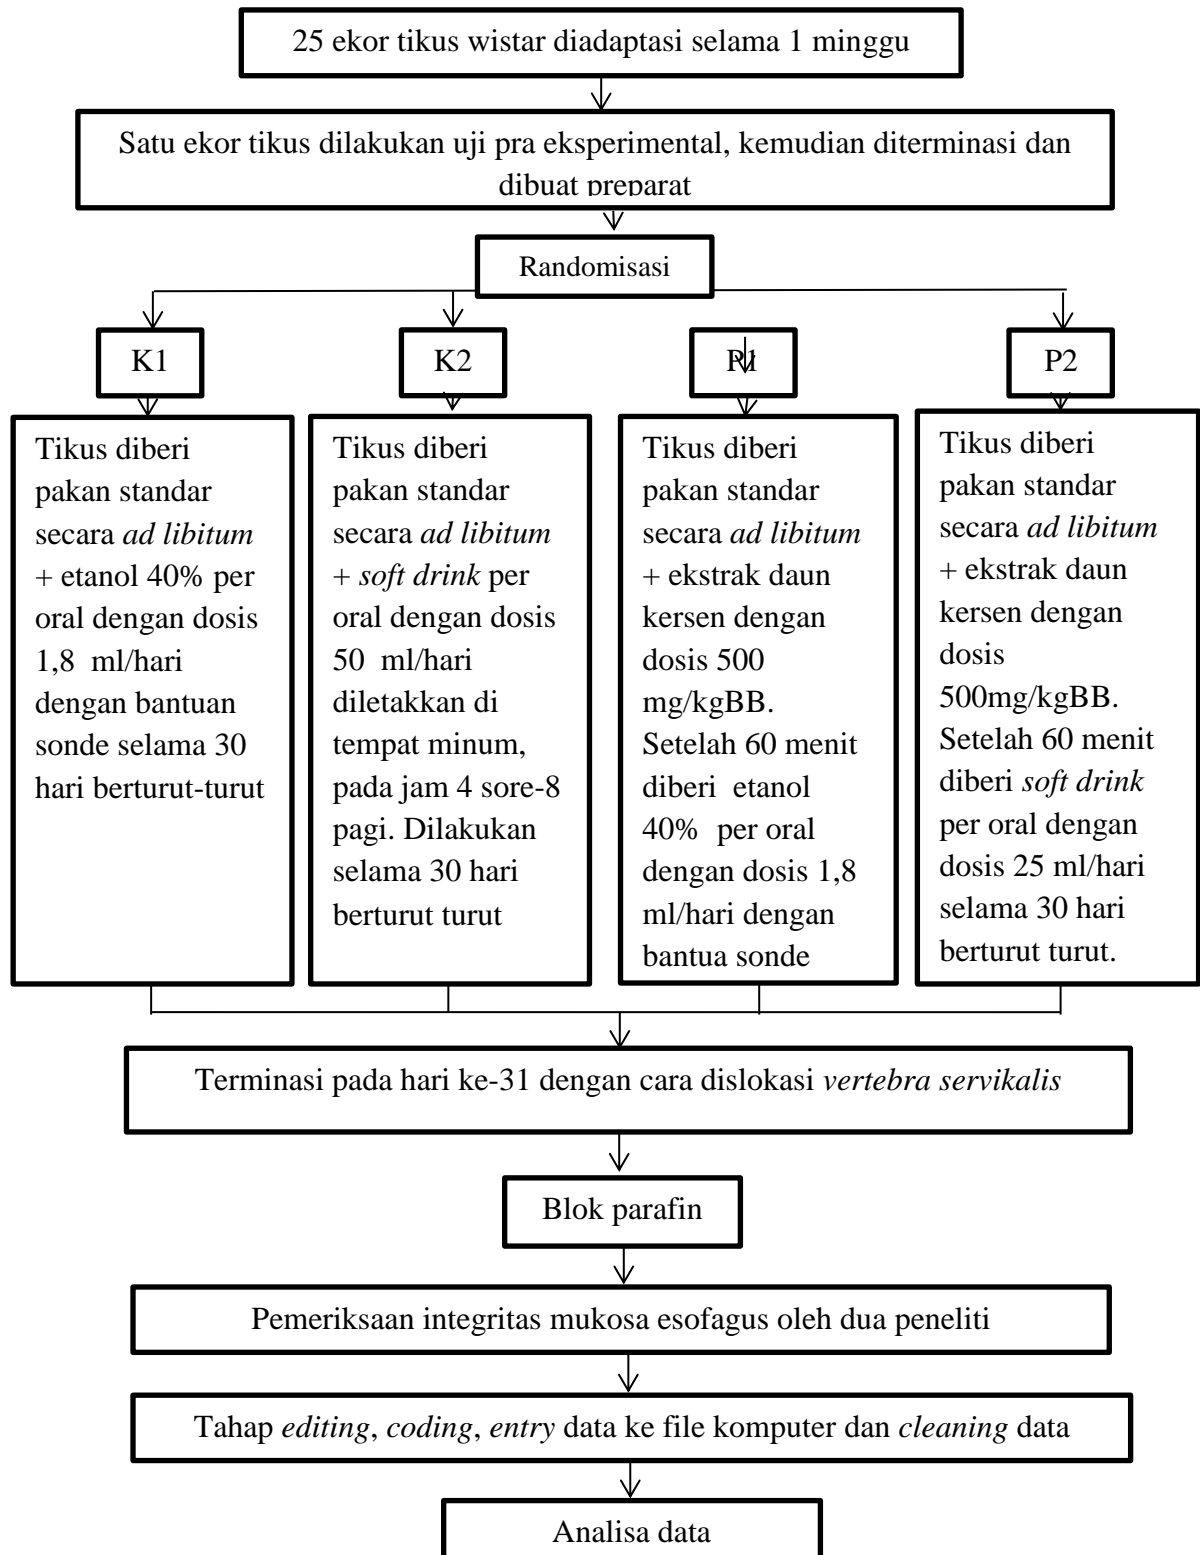 25 ekor tikus wistar diadaptasi selama 1 minggu
Satu ekor tikus dilakukan uji pra eksperimental, kemudian diterminasi dan
dibuat preparat
Randomisasi
K1
K2
P1
P2
Tikus diberi
pakan standar
secara ad libitum
+ etanol 40% per
oral dengan dosis
1,8 ml/hari
dengan bantuan
sonde selama 30
hari berturut-turut
Tikus diberi
pakan standar
secara ad libitum
+ soft drink per
oral dengan dosis
50 ml/hari
diletakkan di
tempat minum,
pada jam 4 sore-8
pagi. Dilakukan
selama 30 hari
berturut turut
Tikus diberi
pakan standar
secara ad libitum
+ ekstrak daun
kersen dengan
dosis 500
mg/kgBB.
Setelah 60 menit
diberi etanol
40% per oral
dengan dosis 1,8
ml/hari dengan
bantua sonde
Tikus diberi
pakan standar
secara ad libitum
+ ekstrak daun
kersen dengan
dosis
500mg/kgBB.
Setelah 60 menit
diberi soft drink
per oral dengan
dosis 25 ml/hari
selama 30 hari
berturut turut.
Terminasi pada hari ke-31 dengan cara dislokasi vertebra servikalis
Blok parafin
Pemeriksaan integritas mukosa esofagus oleh dua peneliti
Tahap editing, coding, entry data ke file komputer dan cleaning data
Analisa data